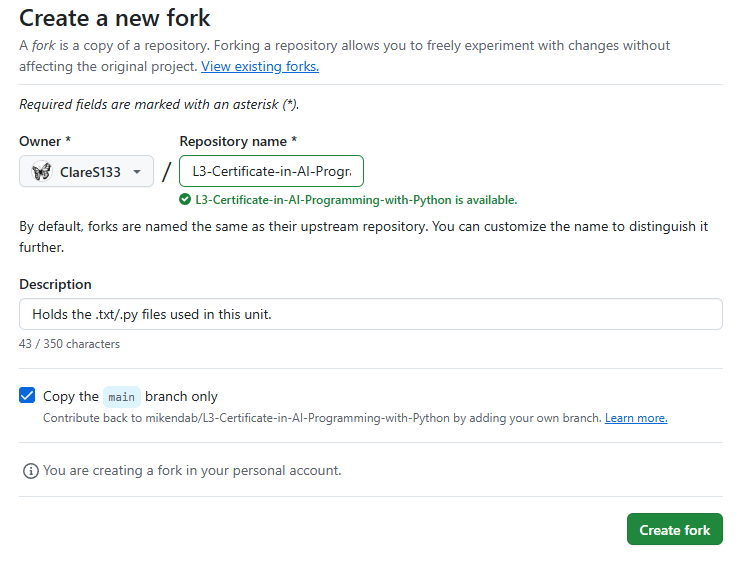 Create a new fork
A fork is a copy of a repository. Forking a repository allows you to freely experiment with changes without
affecting the original project. View existing forks.
Required fields are marked with an asterisk (*).
Owner *
Repository name *
ClareS133
/
L3-Certificate-in-AI-Progr
L3-Certificate-in-AI-Programming-with-Python is available.
By default, forks are named the same as their upstream repository. You can customize the name to distinguish it
further.
Description
Holds the .txt/.py files used in this unit.
43 / 350 characters
Copy the main branch only
Contribute back to mikendab/L3-Certificate-in-AI-Programming-with-Python by adding your own branch. Learn more.
You are creating a fork in your personal account.
Create fork